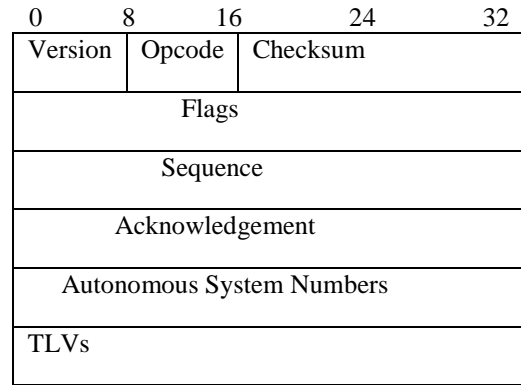 0 8 16 24 32
Version Opcode Checksum
Flags
Sequence
Acknowledgement
Autonomous System Numbers
TLVs